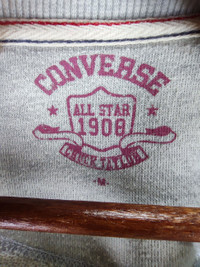 CONVERSE
ALL STAR
1908
CHUCK TAYLOR
M